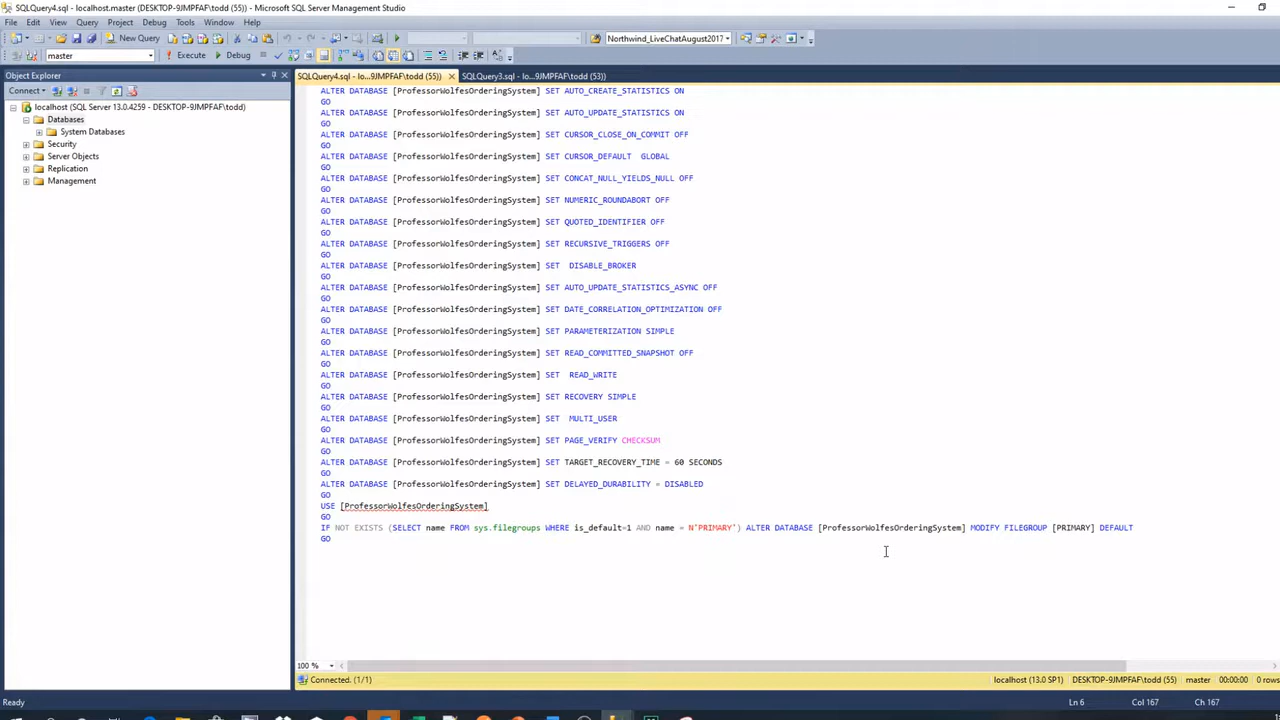 SQLQuery4.sql - localhost.master (DESKTOP-9JMPFAF\todd (55)) - Microsoft SQL Server Management Studio
File Edit View Query Project Debug Tools Window Help
New Query
Northwind_LiveChatAugust2017
master
Execute
Debug
Object Explorer
SQLQuery4.sql - lo...9JMPFAF\todd (55))
SQLQuery3.sql - lo...9JMPFAF\todd (53))
Connect
localhost (SQL Server 13.0.4259 - DESKTOP-9JMPFAF\todd)
Databases
System Databases
Security
Server Objects
Replication
Management
ALTER DATABASE [ProfessorWolfesOrderingSystem] SET AUTO_CREATE_STATISTICS ON
GO
ALTER DATABASE [ProfessorWolfesOrderingSystem] SET AUTO_UPDATE_STATISTICS ON
GO
ALTER DATABASE [ProfessorWolfesOrderingSystem] SET CURSOR_CLOSE_ON_COMMIT OFF
GO
ALTER DATABASE [ProfessorWolfesOrderingSystem] SET CURSOR_DEFAULT  GLOBAL
GO
ALTER DATABASE [ProfessorWolfesOrderingSystem] SET CONCAT_NULL_YIELDS_NULL OFF
GO
ALTER DATABASE [ProfessorWolfesOrderingSystem] SET NUMERIC_ROUNDABORT OFF
GO
ALTER DATABASE [ProfessorWolfesOrderingSystem] SET QUOTED_IDENTIFIER OFF
GO
ALTER DATABASE [ProfessorWolfesOrderingSystem] SET RECURSIVE_TRIGGERS OFF
GO
ALTER DATABASE [ProfessorWolfesOrderingSystem] SET  DISABLE_BROKER
GO
ALTER DATABASE [ProfessorWolfesOrderingSystem] SET AUTO_UPDATE_STATISTICS_ASYNC OFF
GO
ALTER DATABASE [ProfessorWolfesOrderingSystem] SET DATE_CORRELATION_OPTIMIZATION OFF
GO
ALTER DATABASE [ProfessorWolfesOrderingSystem] SET PARAMETERIZATION SIMPLE
GO
ALTER DATABASE [ProfessorWolfesOrderingSystem] SET READ_COMMITTED_SNAPSHOT OFF
GO
ALTER DATABASE [ProfessorWolfesOrderingSystem] SET  READ_WRITE
GO
ALTER DATABASE [ProfessorWolfesOrderingSystem] SET RECOVERY SIMPLE
GO
ALTER DATABASE [ProfessorWolfesOrderingSystem] SET  MULTI_USER
GO
ALTER DATABASE [ProfessorWolfesOrderingSystem] SET PAGE_VERIFY CHECKSUM
GO
ALTER DATABASE [ProfessorWolfesOrderingSystem] SET TARGET_RECOVERY_TIME = 60 SECONDS
GO
ALTER DATABASE [ProfessorWolfesOrderingSystem] SET DELAYED_DURABILITY = DISABLED
GO
USE [ProfessorWolfesOrderingSystem]
GO
IF NOT EXISTS (SELECT name FROM sys.filegroups WHERE is_default=1 AND name = N'PRIMARY') ALTER DATABASE [ProfessorWolfesOrderingSystem] MODIFY FILEGROUP [PRIMARY] DEFAULT
GO
100 %
Connected. (1/1)
localhost (13.0 SP1) DESKTOP-9JMPFAF\todd (55) master 00:00:00 0 rows
Ready
Ln 6 Col 167 Ch 167